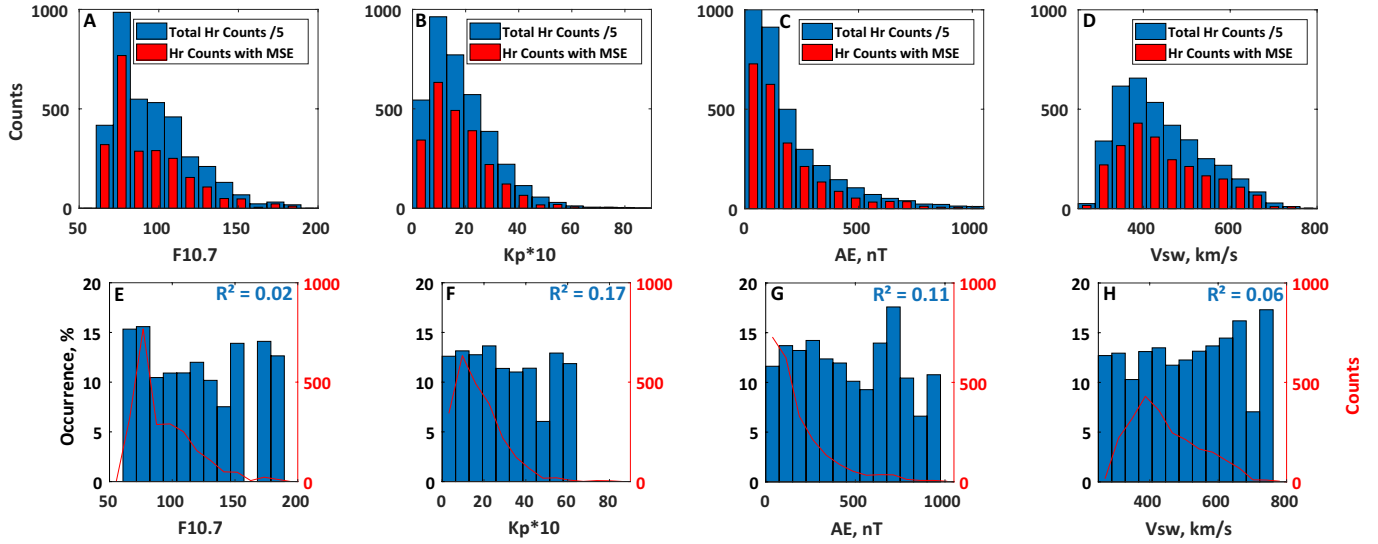 A
Total Hr Counts /5
Hr Counts with MSE
1000
500
0
Counts
100
150
200
F10.7
B
Total Hr Counts /5
Hr Counts with MSE
1000
500
0
0
20
40
60
80
Kp*10
C
Total Hr Counts /5
Hr Counts with MSE
1000
500
0
0
500
1000
AE, nT
D
Total Hr Counts /5
Hr Counts with MSE
1000
500
0
400
600
800
Vsw, km/s
E
R² = 0.02
20
15
10
5
0
Occurrence, %
1000
500
0
50
100
150
200
F10.7
F
R² = 0.17
20
15
10
5
0
1000
500
0
0
20
40
60
80
Kp*10
G
R² = 0.11
20
15
10
5
0
1000
500
0
0
500
1000
AE, nT
H
R² = 0.06
20
15
10
5
0
1000
500
0
Counts
400
600
800
Vsw, km/s